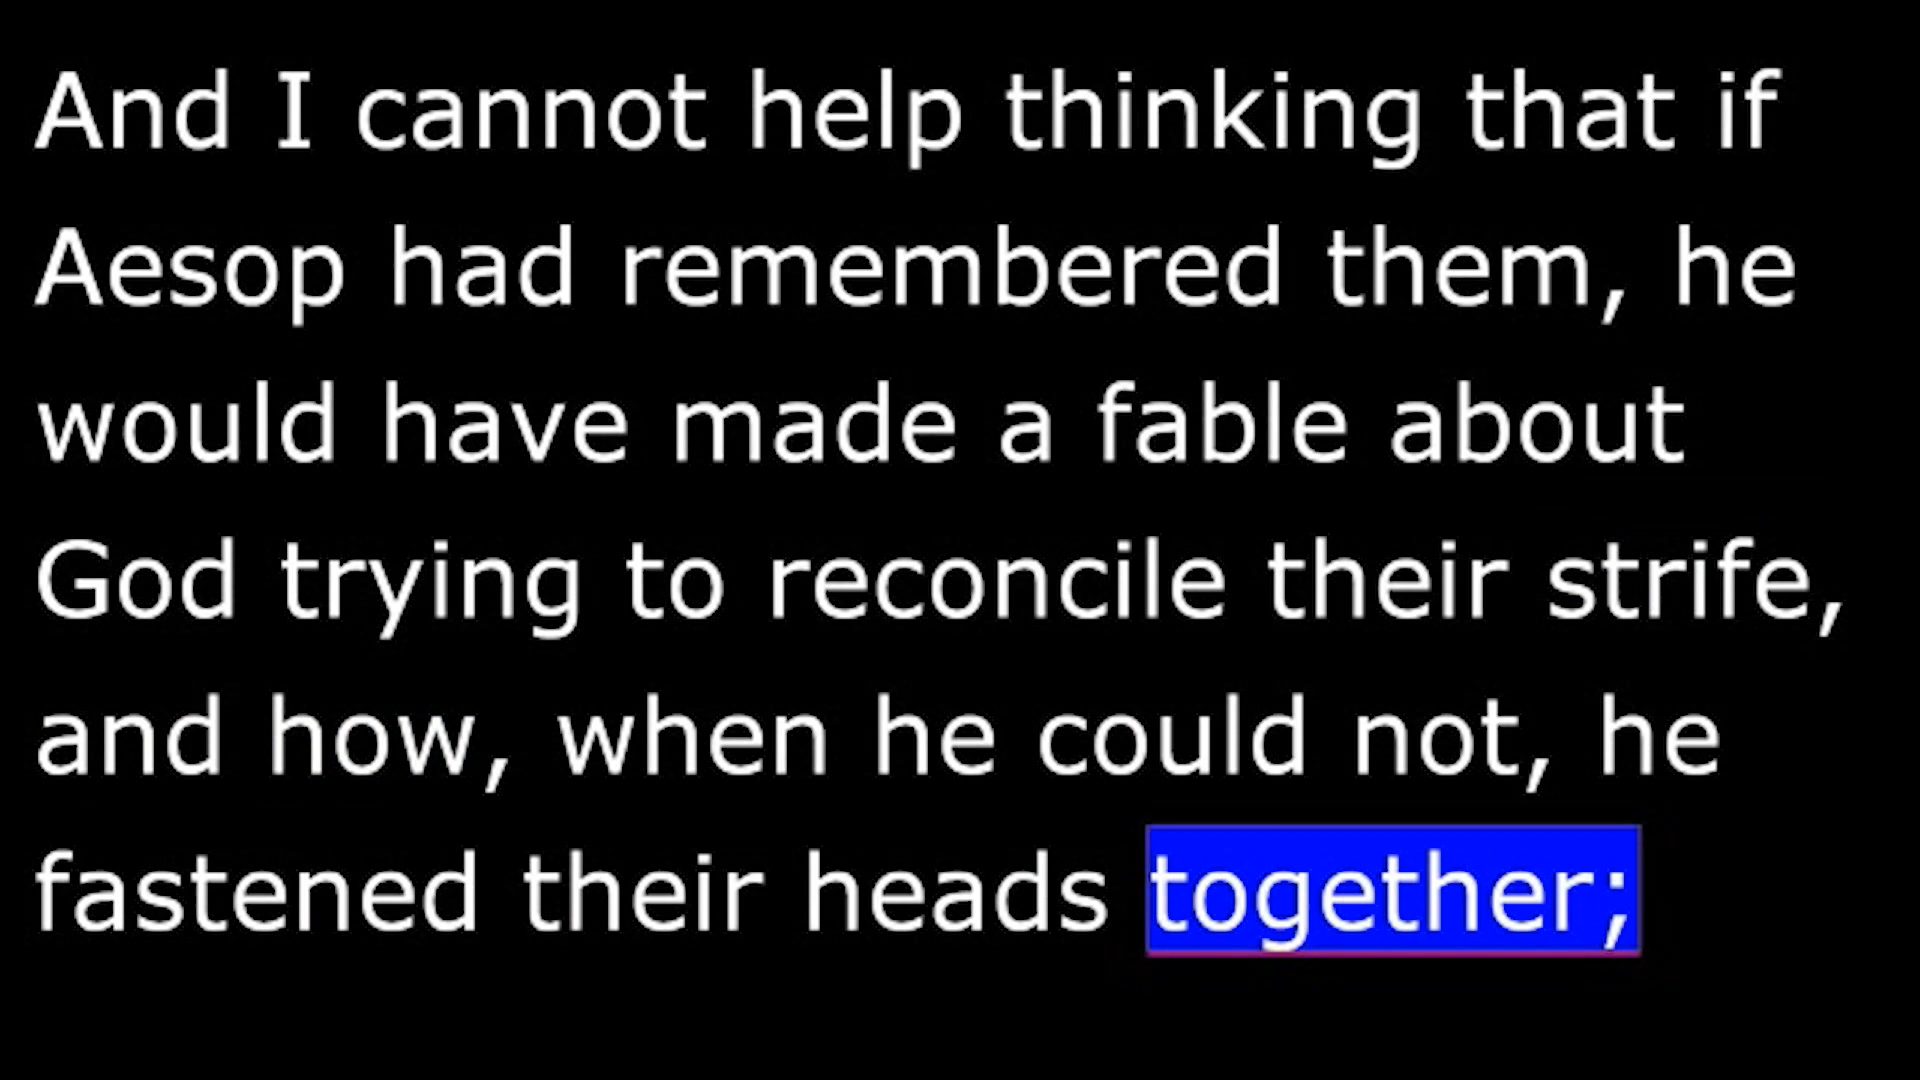 And I cannot help thinking that if
Aesop had remembered them, he
would have made a fable about
God trying to reconcile their strife,
and how, when he could not, he
fastened their heads together;